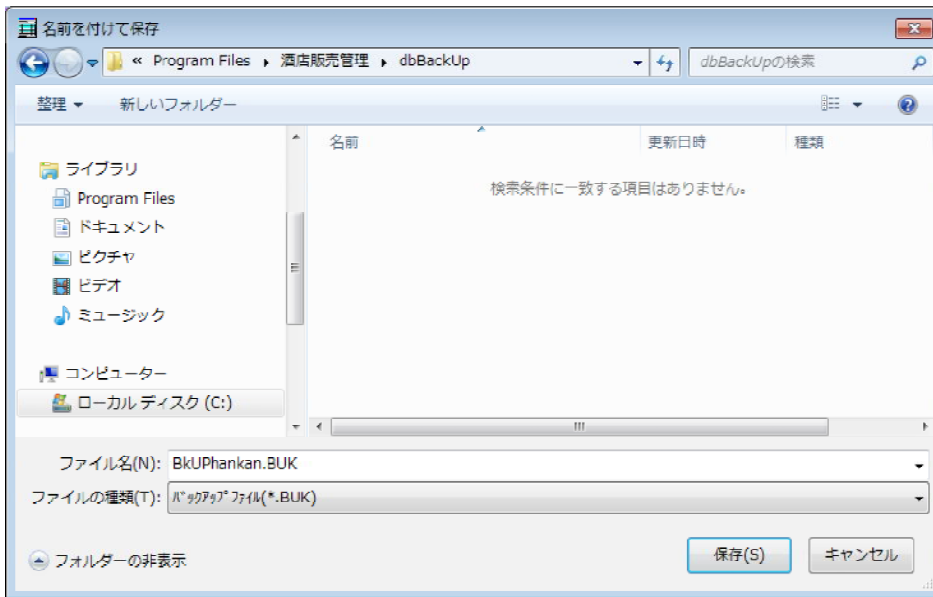 名前を付けて保存
« Program Files ▸ 酒店販売管理 ▸ dbBackUp
dbBackUpの検索
整理 ▼ 新しいフォルダー
名前 更新日時 種類
検索条件に一致する項目はありません。
ライブラリ
Program Files
ドキュメント
ピクチャ
ビデオ
ミュージック
コンピューター
ローカル ディスク (C:)
ファイル名(N): BkUPhankan.BUK
ファイルの種類(T): ﾊﾞｯｸｱｯﾌﾟﾌｧｲﾙ(*.BUK)
フォルダーの非表示
保存(S) キャンセル